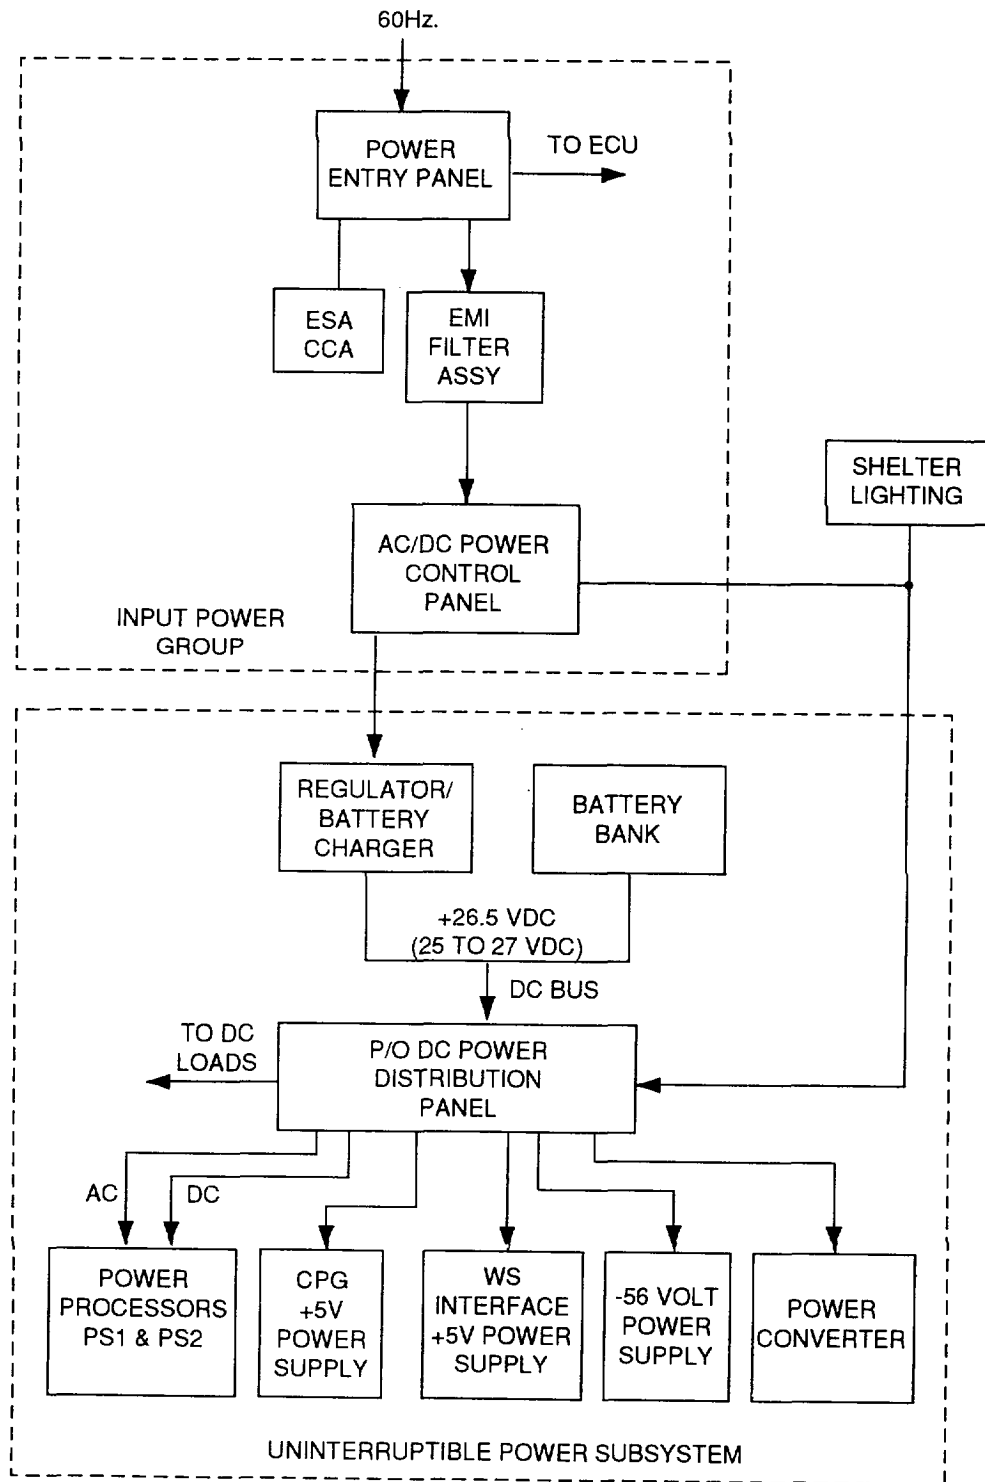 60Hz.
POWER
ENTRY PANEL
TO ECU
ESA
CCA
EMI
FILTER
ASSY
SHELTER
LIGHTING
AC/DC POWER
CONTROL
PANEL
INPUT POWER
GROUP
REGULATOR/
BATTERY
CHARGER
BATTERY
BANK
+26.5 VDC
(25 TO 27 VDC)
DC BUS
TO DC
LOADS
P/O DC POWER
DISTRIBUTION
PANEL
AC
DC
POWER
PROCESSORS
PS1 & PS2
CPG
+5V
POWER
SUPPLY
WS
INTERFACE
+5V POWER
SUPPLY
-56 VOLT
POWER
SUPPLY
POWER
CONVERTER
UNINTERRUPTIBLE POWER SUBSYSTEM